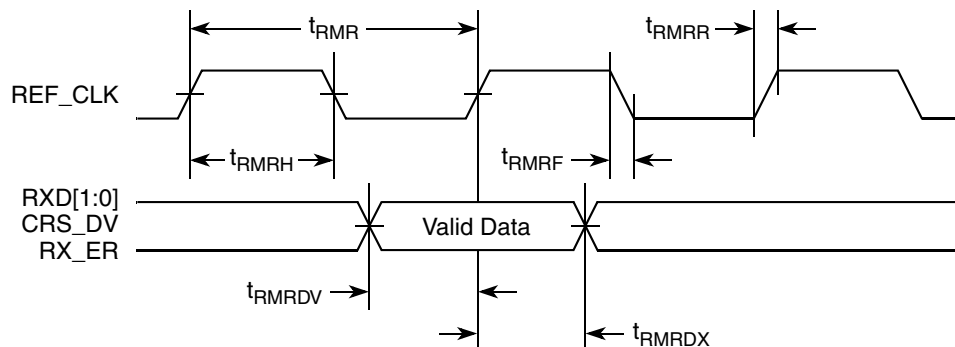 tRMR
tRMRR
REF_CLK
tRMRH
tRMRF
RXD[1:0]
CRS_DV
RX_ER
Valid Data
tRMRDV
tRMRDX